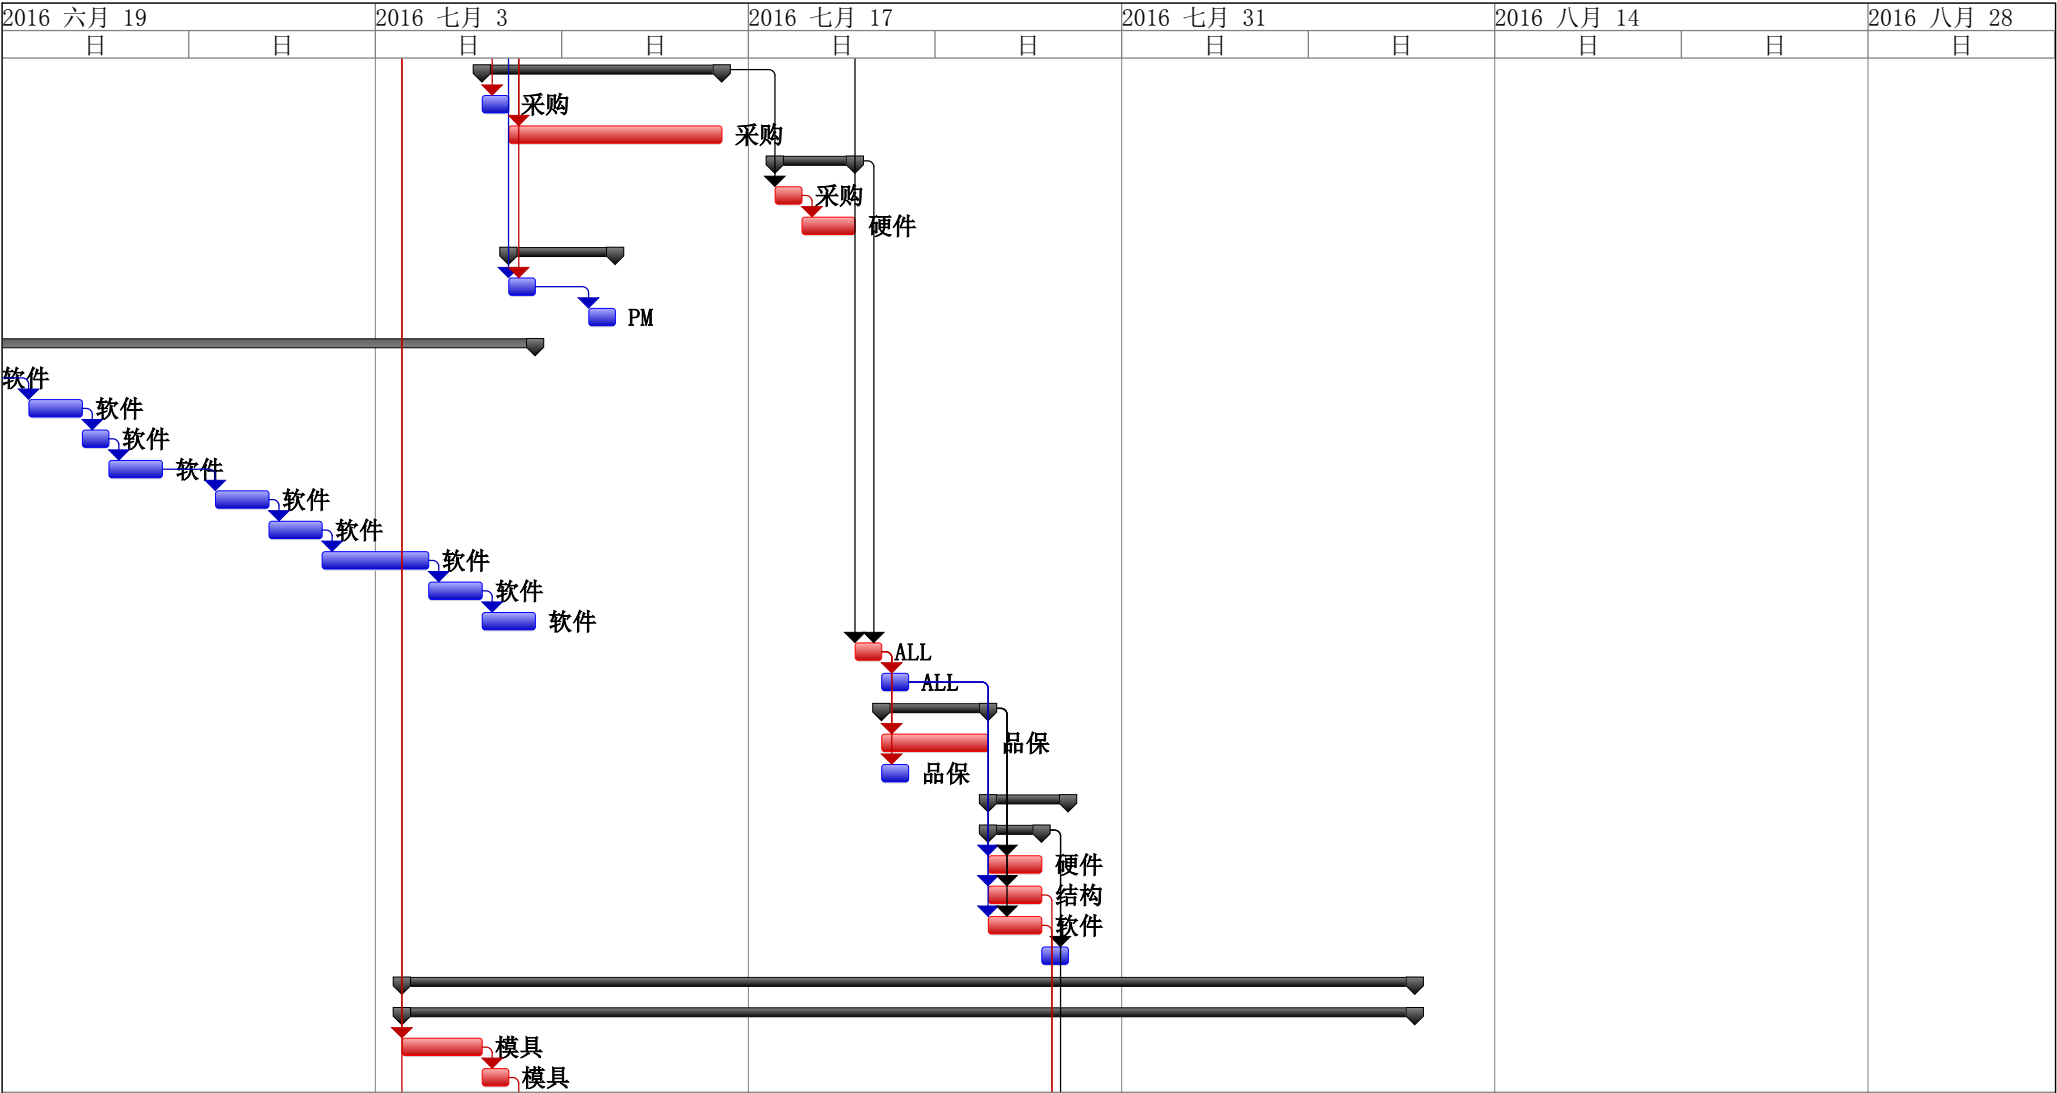 2016 六月 19 2016 七月 3 2016 七月 17 2016 七月 31 2016 八月 14 2016 八月 28
日 日 日 日 日 日 日 日 日 日 日
采购
采购
采购
硬件
PM
软件
软件
软件
软件
软件
软件
软件
软件
软件
ALL
ALL
品保
品保
硬件
结构
软件
模具
模具